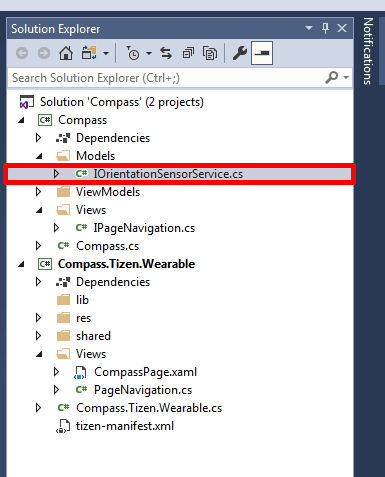 Solution Explorer
Notifications
Search Solution Explorer (Ctrl+;)
Solution 'Compass' (2 projects)
C# Compass
Dependencies
Models
C# IOrientationSensorService.cs
ViewModels
Views
C# IPageNavigation.cs
C# Compass.cs
C# Compass.Tizen.Wearable
Dependencies
lib
res
shared
Views
CompassPage.xaml
C# PageNavigation.cs
C# Compass.Tizen.Wearable.cs
tizen-manifest.xml